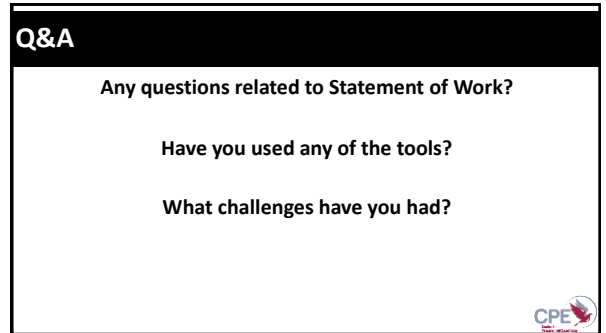 Q&A
Any questions related to Statement of Work?
Have you used any of the tools?
What challenges have you had?
CPE